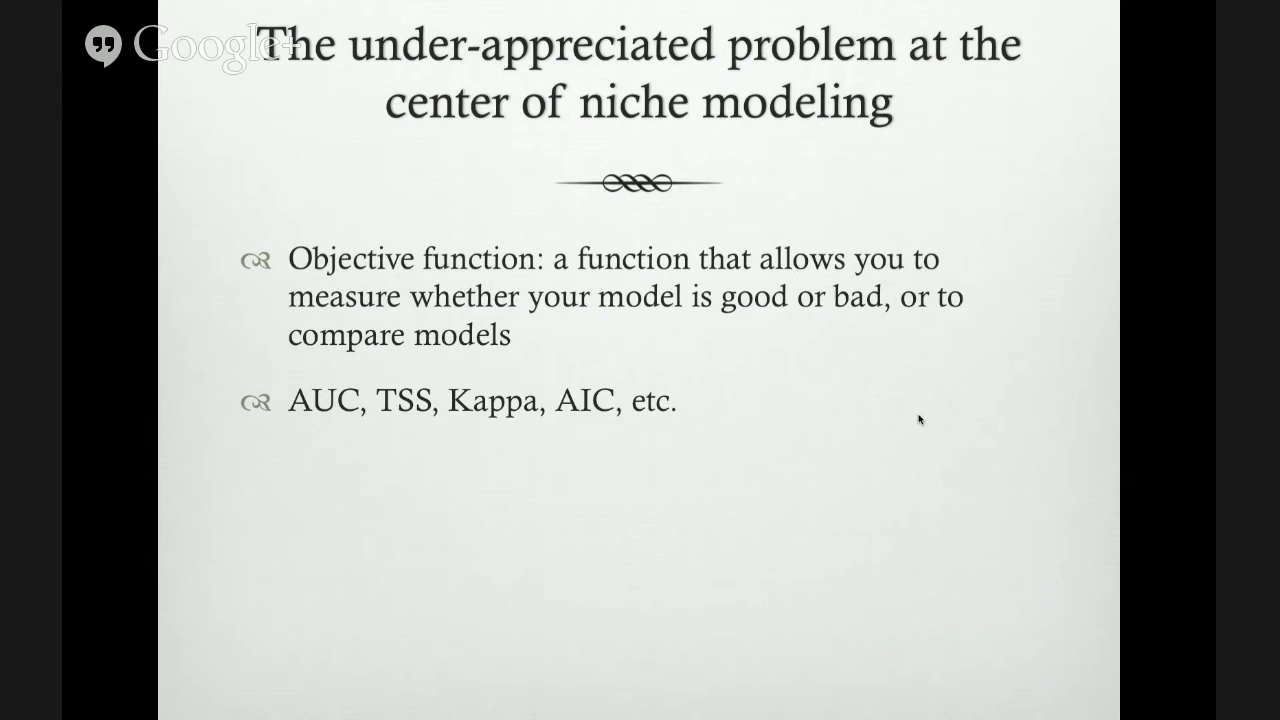 Google+
The under-appreciated problem at the
center of niche modeling
Objective function: a function that allows you to
measure whether your model is good or bad, or to
compare models
AUC, TSS, Kappa, AIC, etc.